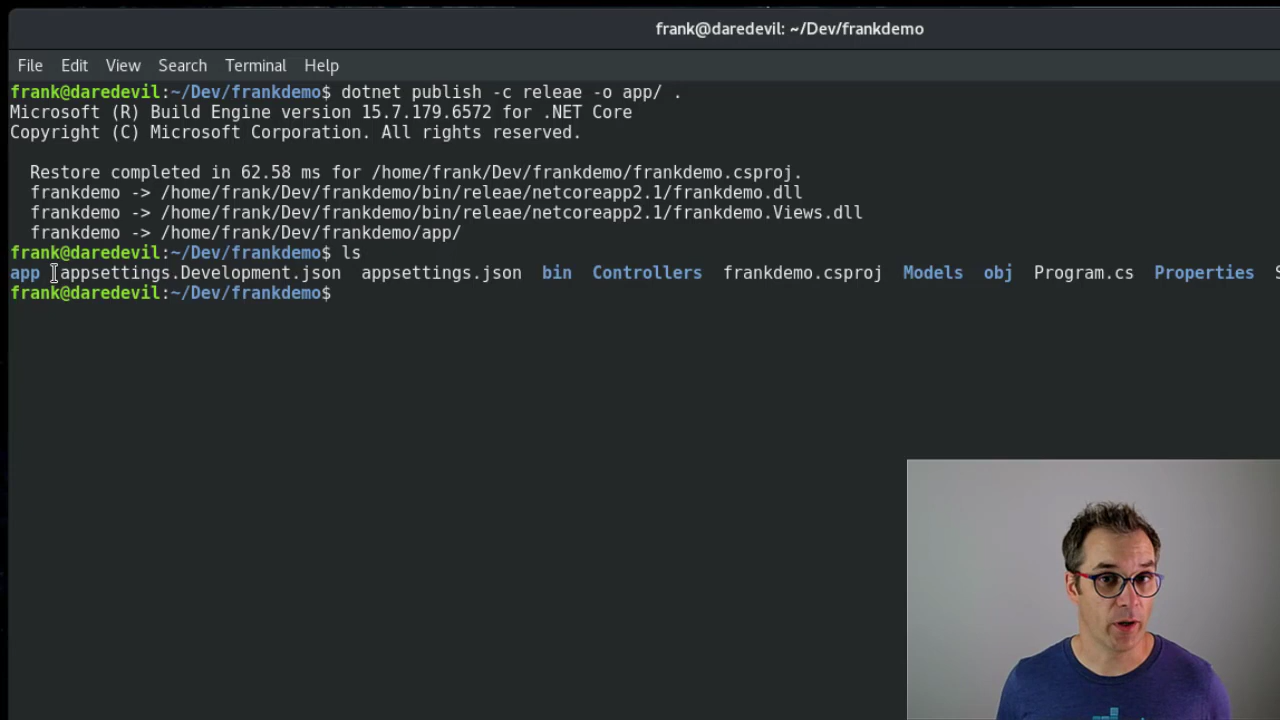 frank@daredevil: ~/Dev/frankdemo
File Edit View Search Terminal Help
frank@daredevil:~/Dev/frankdemo$ dotnet publish -c releae -o app/ .
Microsoft (R) Build Engine version 15.7.179.6572 for .NET Core
Copyright (C) Microsoft Corporation. All rights reserved.
Restore completed in 62.58 ms for /home/frank/Dev/frankdemo/frankdemo.csproj.
frankdemo -> /home/frank/Dev/frankdemo/bin/releae/netcoreapp2.1/frankdemo.dll
frankdemo -> /home/frank/Dev/frankdemo/bin/releae/netcoreapp2.1/frankdemo.Views.dll
frankdemo -> /home/frank/Dev/frankdemo/app/
frank@daredevil:~/Dev/frankdemo$ ls
app appsettings.Development.json appsettings.json bin Controllers frankdemo.csproj Models obj Program.cs Properties
frank@daredevil:~/Dev/frankdemo$